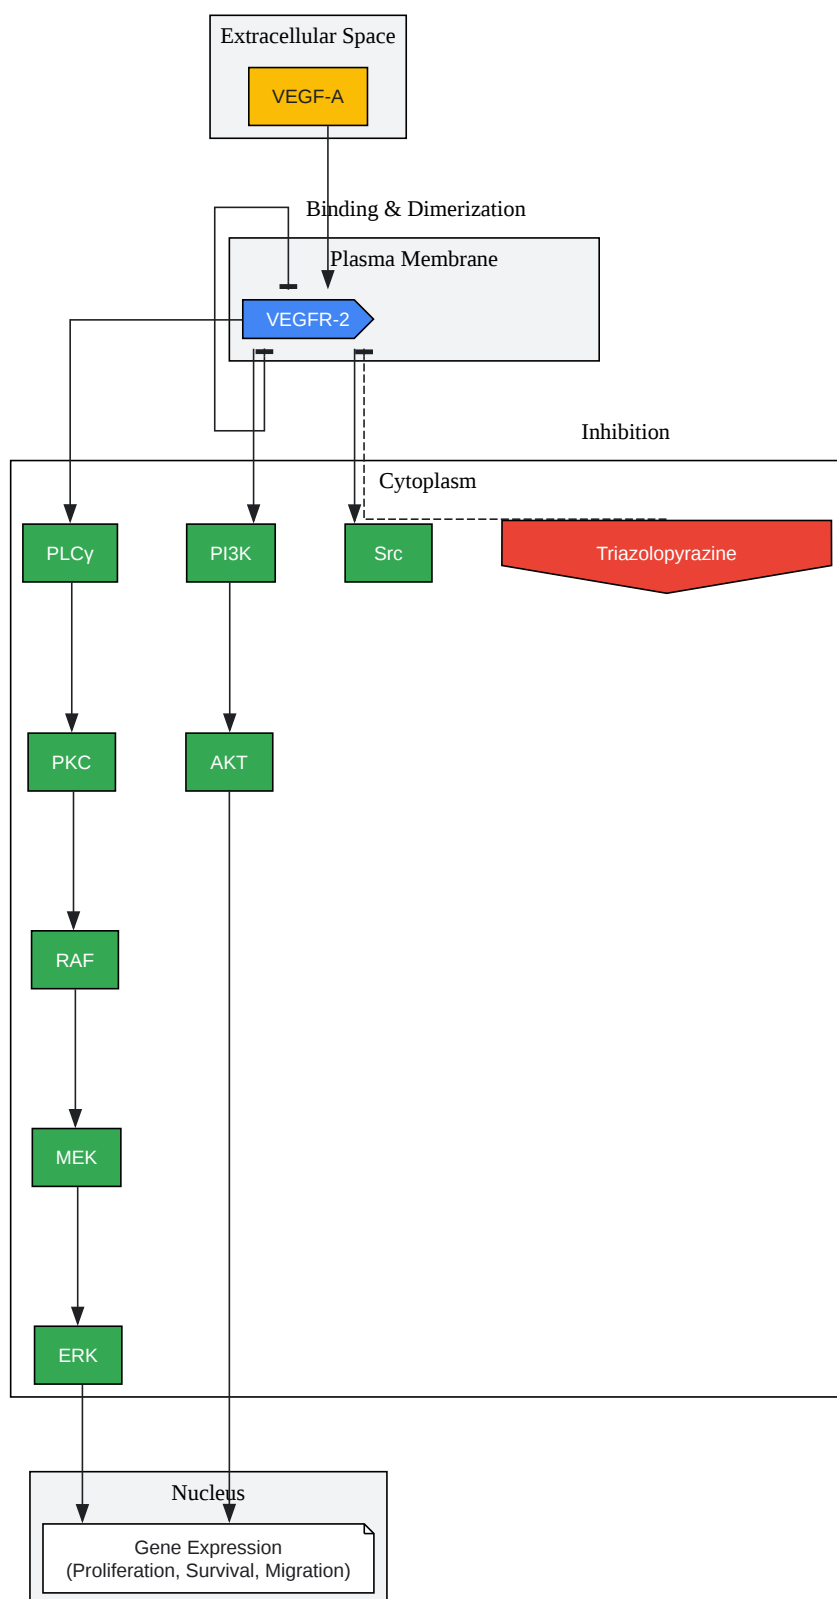 Extracellular Space
VEGF-A
Binding & Dimerization
Plasma Membrane
VEGFR-2
Inhibition
Cytoplasm
PLCγ
PI3K
Src
Triazolopyrazine
PKC
AKT
RAF
MEK
ERK
Nucleus
Gene Expression
(Proliferation, Survival, Migration)